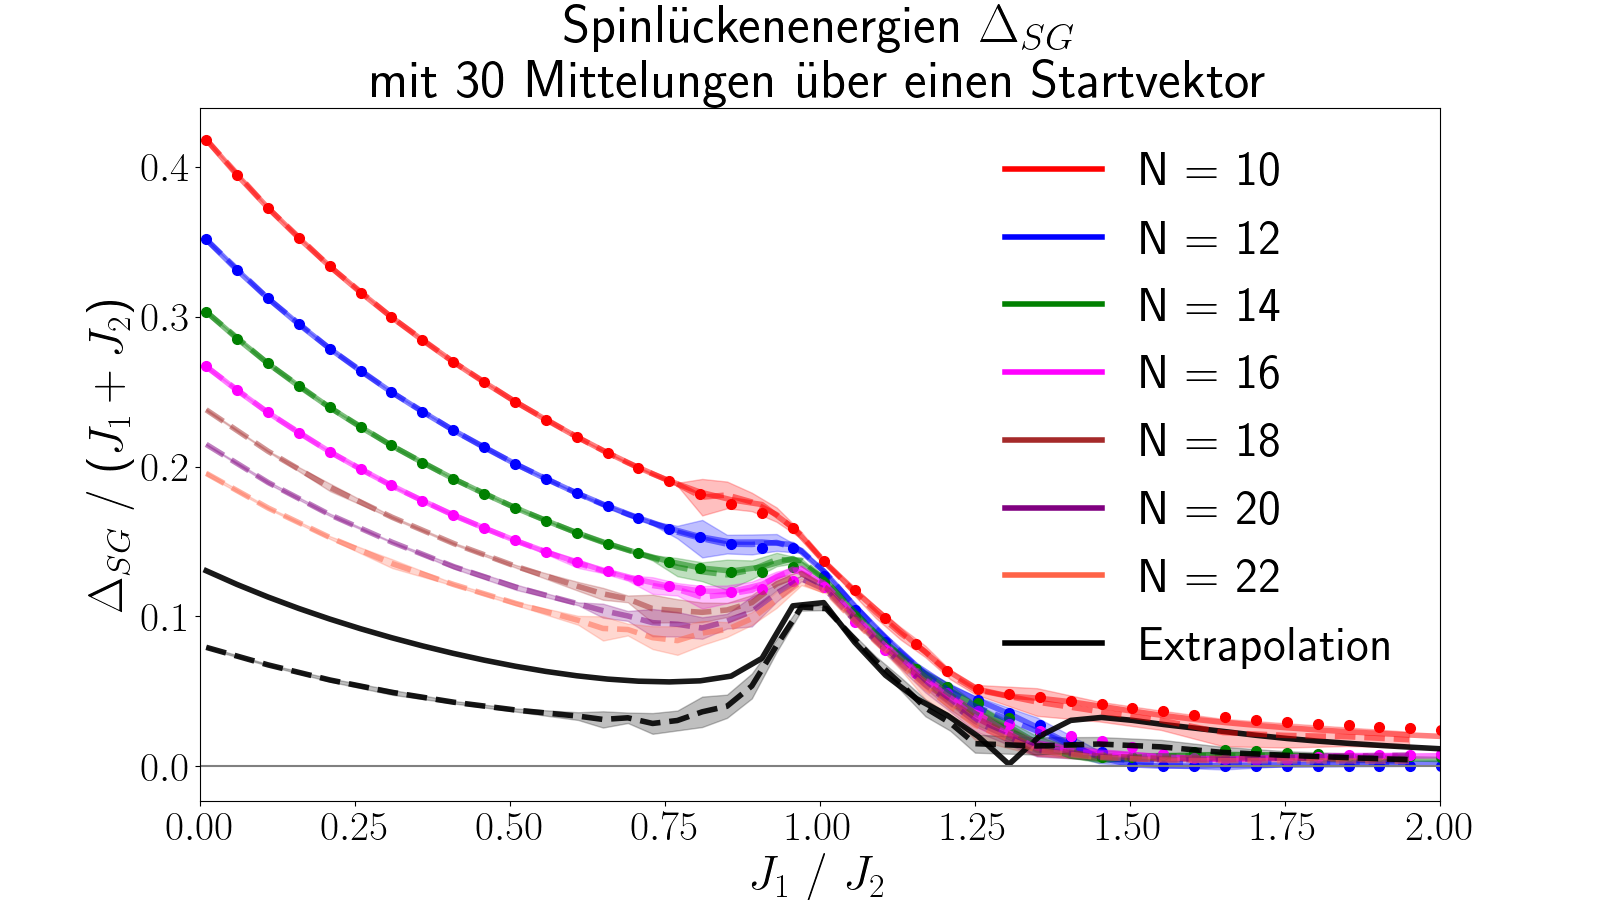 Spinlückenenergien Δ_SG
mit 30 Mittelungen über einen Startvektor
Δ_SG / (J_1 + J_2)
0.4
0.3
0.2
0.1
0.0
N = 10
N = 12
N = 14
N = 16
N = 18
N = 20
N = 22
Extrapolation
0.00 0.25 0.50 0.75 1.00 1.25 1.50 1.75 2.00
J_1 / J_2